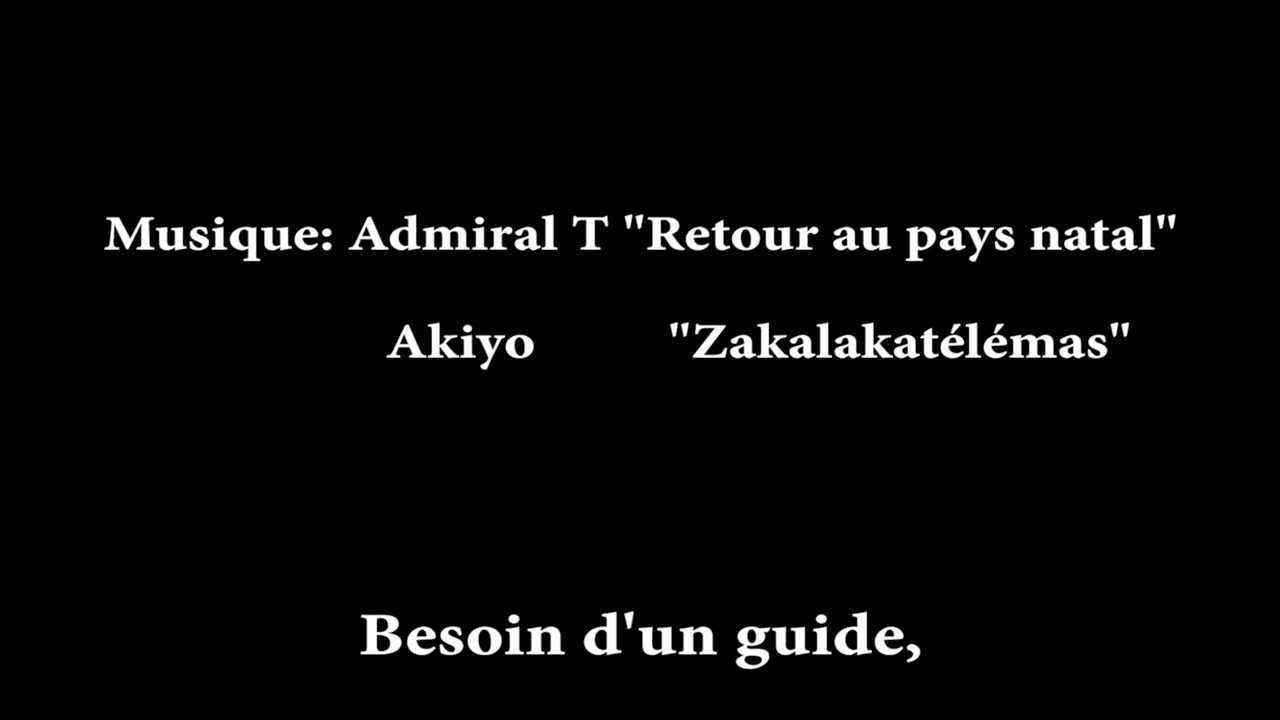 Musique: Admiral T "Retour au pays natal"
Akiyo "Zakalakatélémas"
Besoin d'un guide,